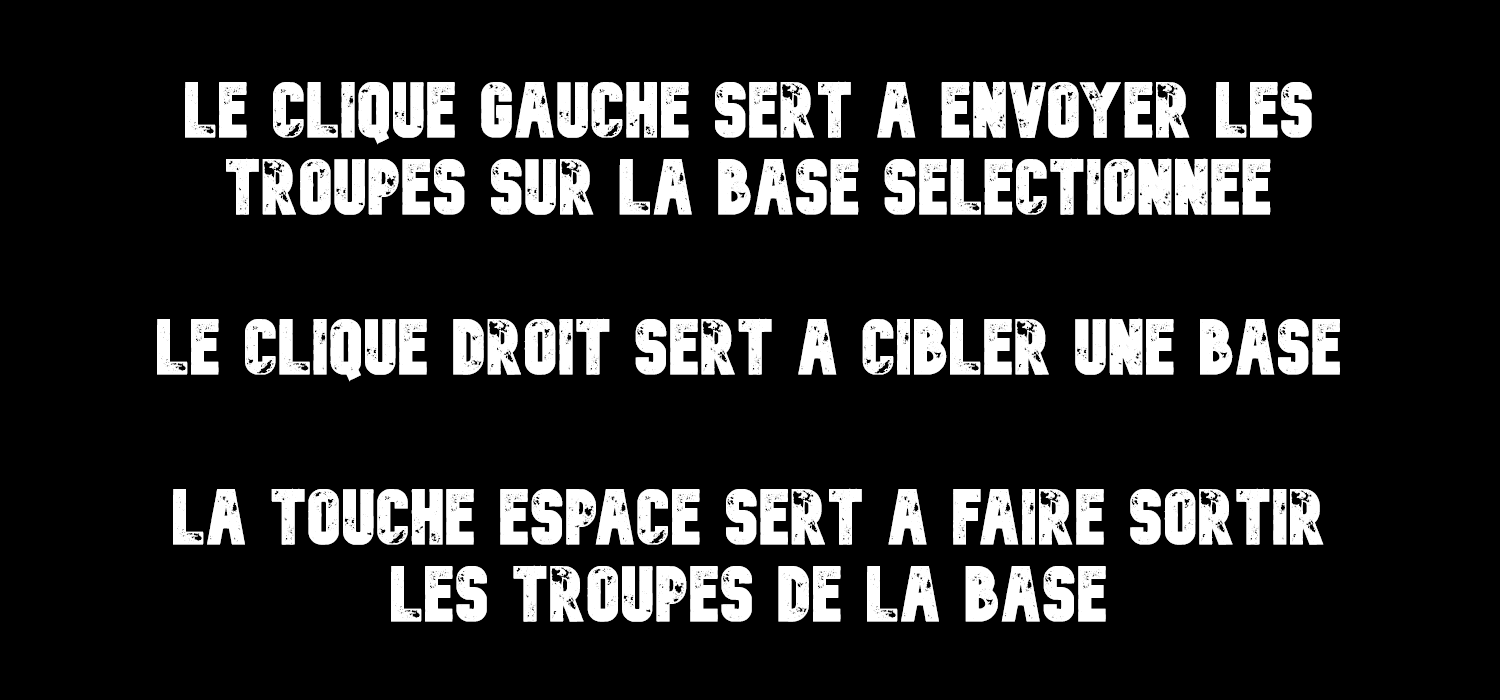 LE CLIQUE GAUCHE SERT A ENVOYER LES
TROUPES SUR LA BASE SELECTIONNEE
LE CLIQUE DROIT SERT A CIBLER UNE BASE
LA TOUCHE ESPACE SERT A FAIRE SORTIR
LES TROUPES DE LA BASE